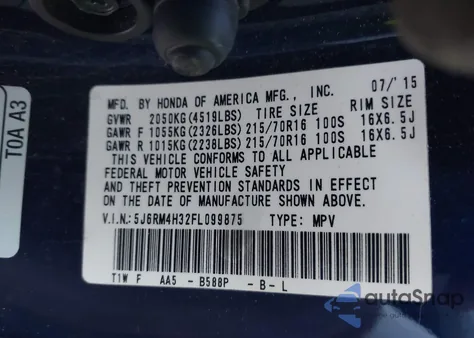 MFD. BY HONDA OF AMERICA MFG., INC. 07/'15
GVWR 2050KG(4519LBS) TIRE SIZE RIM SIZE
GAWR F 1055KG(2326LBS) 215/70R16 100S 16X6.5J
GAWR R 1015KG(2238LBS) 215/70R16 100S 16X6.5J
THIS VEHICLE CONFORMS TO ALL APPLICABLE
FEDERAL MOTOR VEHICLE SAFETY
AND THEFT PREVENTION STANDARDS IN EFFECT
ON THE DATE OF MANUFACTURE SHOWN ABOVE.
V.I.N.: 5J6RM4H32FL099875 TYPE: MPV
T1W F AA5 - B588P - B - L
TOA A3
autoSnap